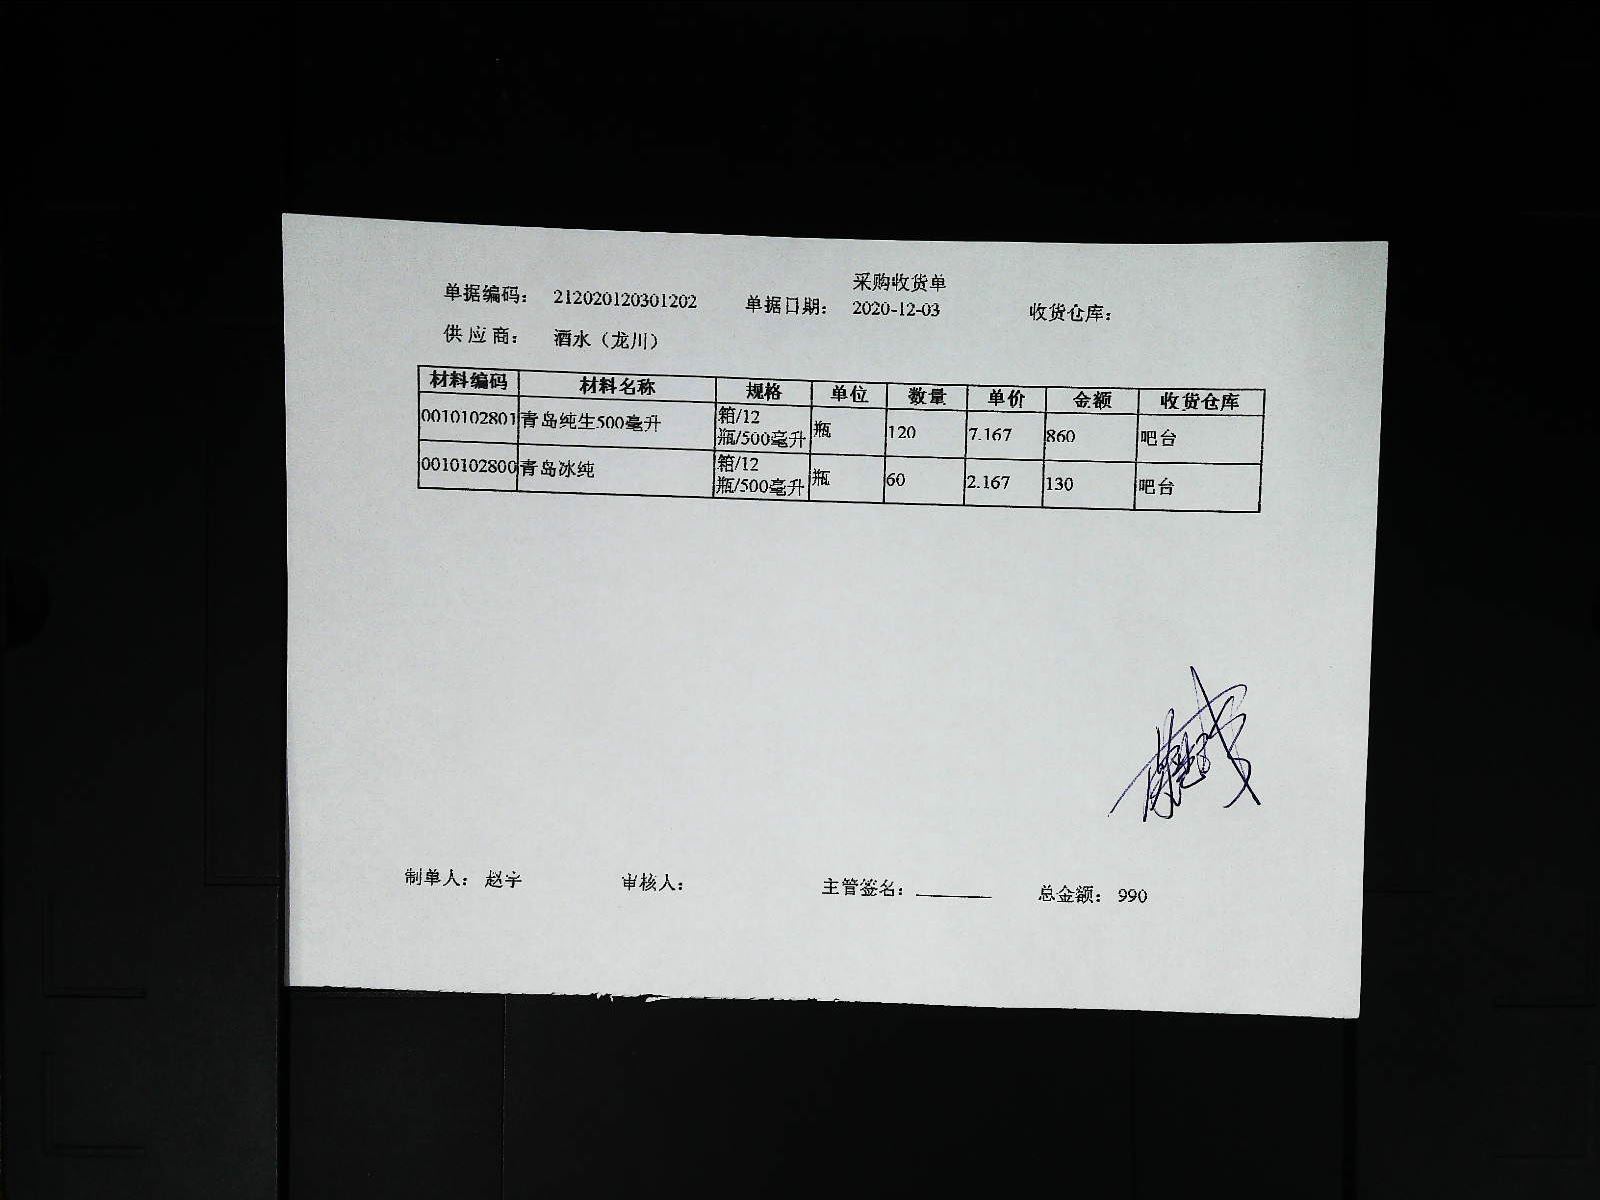 采购收货单
单据编码： 212020120301202 单据日期： 2020-12-03 收货仓库：
供 应 商： 酒水（龙川）
材料编码 材料名称 规格 单位 数量 单价 金额 收货仓库
0010102801 青岛纯生500毫升 箱/12瓶/500毫升 瓶 120 7.167 860 吧台
0010102800 青岛冰纯 箱/12瓶/500毫升 瓶 60 2.167 130 吧台
制单人： 赵宇 审核人： 主管签名： 总金额： 990